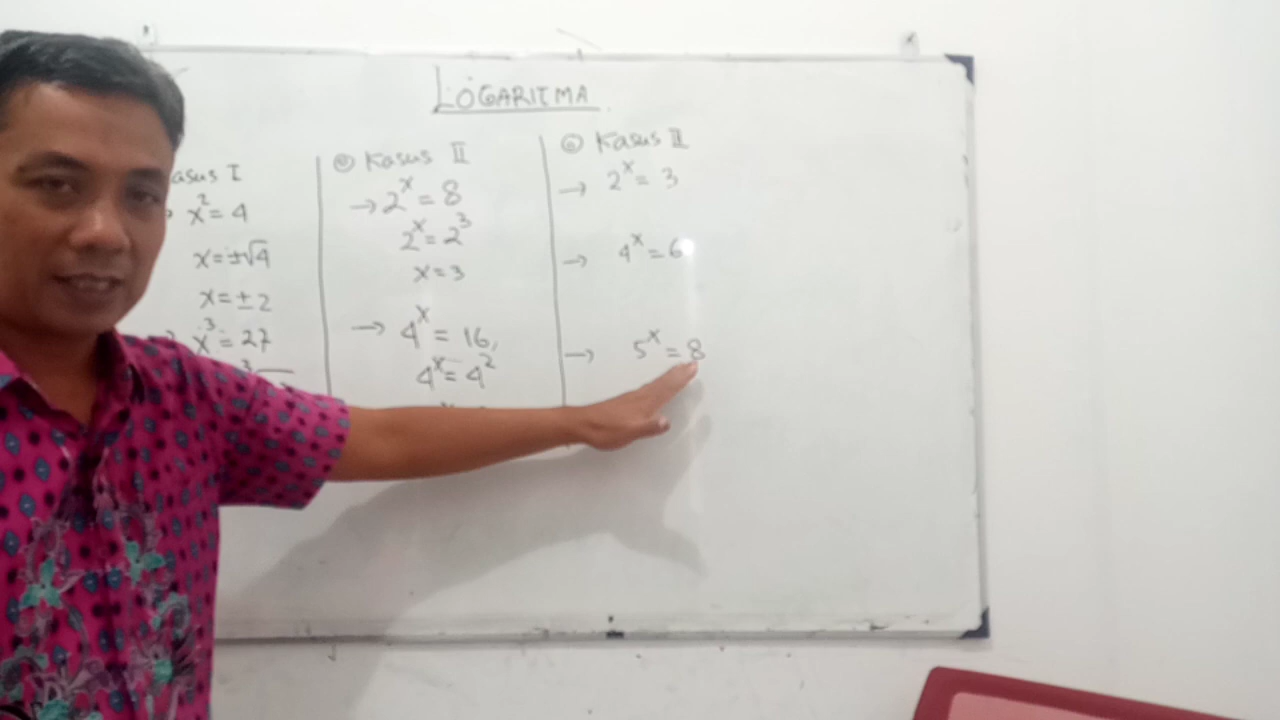 LOGARITMA
asus I
x² = 4
x = ±√4
x = ± 2
x³ = 27
Kasus II
→ 2ˣ = 8
2ˣ = 2³
x = 3
→ 4ˣ = 16,
4ˣ = 4²
Kasus III
→ 2ˣ = 3
→ 4ˣ = 6
→ 5ˣ = 8